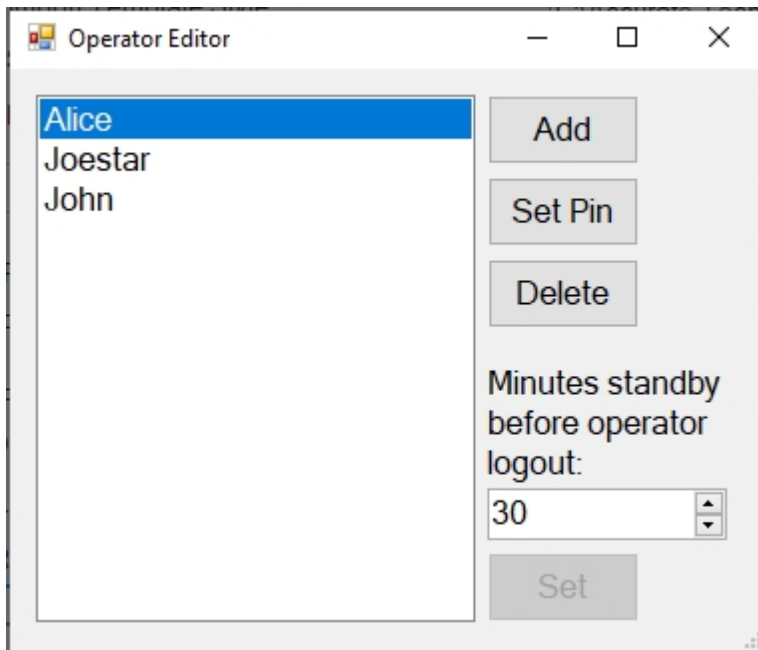 Operator Editor
Alice
Joestar
John
Add
Set Pin
Delete
Minutes standby
before operator
logout:
30
Set